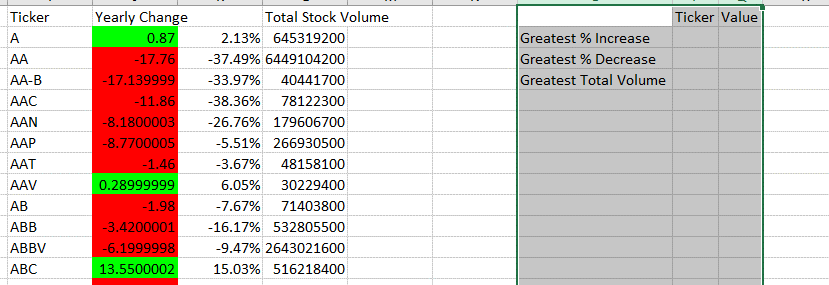 Ticker Yearly Change Total Stock Volume Ticker Value
A 0.87 2.13% 645319200 Greatest % Increase
AA -17.76 -37.49% 6449104200 Greatest % Decrease
AA-B -17.139999 -33.97% 40441700 Greatest Total Volume
AAC -11.86 -38.36% 78122300
AAN -8.1800003 -26.76% 179606700
AAP -8.7700005 -5.51% 266930500
AAT -1.46 -3.67% 48158100
AAV 0.28999999 6.05% 30229400
AB -1.98 -7.67% 71403800
ABB -3.4200001 -16.17% 532805500
ABBV -6.1999998 -9.47% 2643021600
ABC 13.5500002 15.03% 516218400